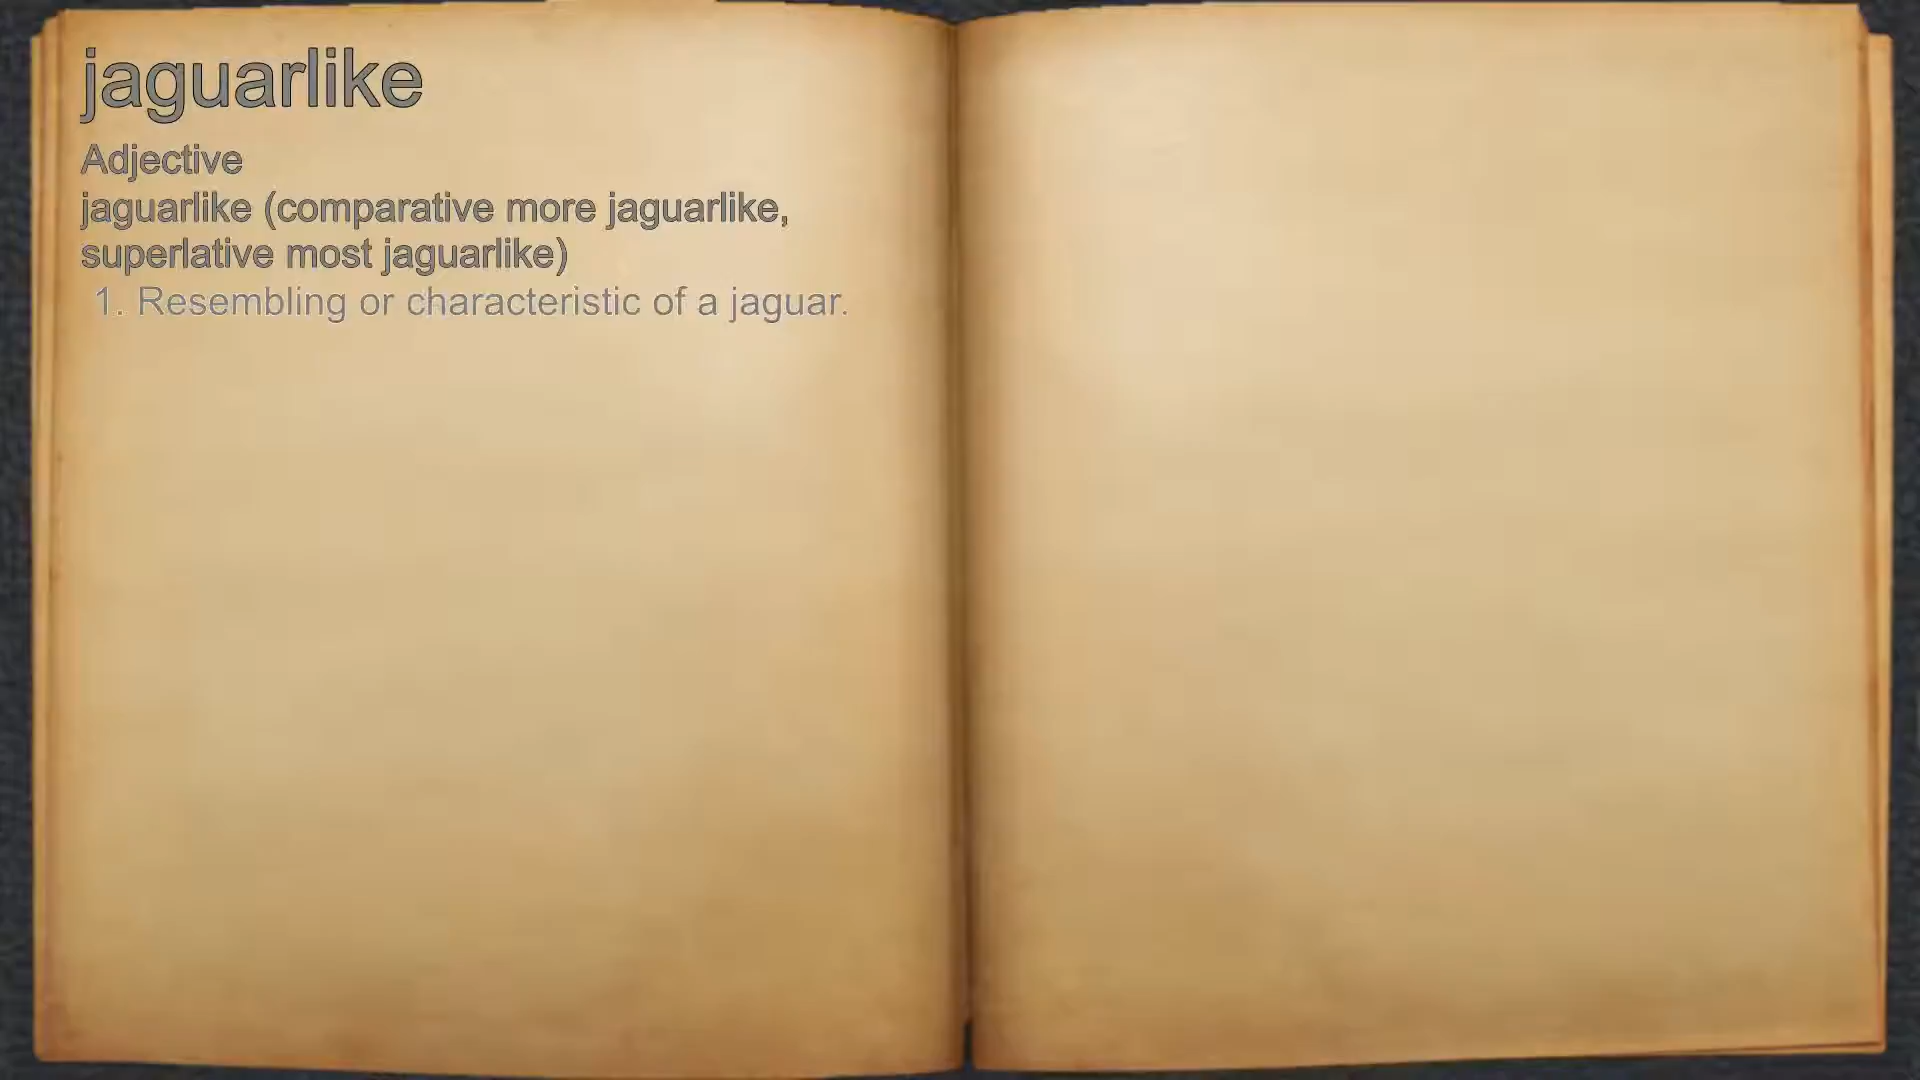 jaguarlike
Adjective
jaguarlike (comparative more jaguarlike,
superlative most jaguarlike)
1. Resembling or characteristic of a jaguar.